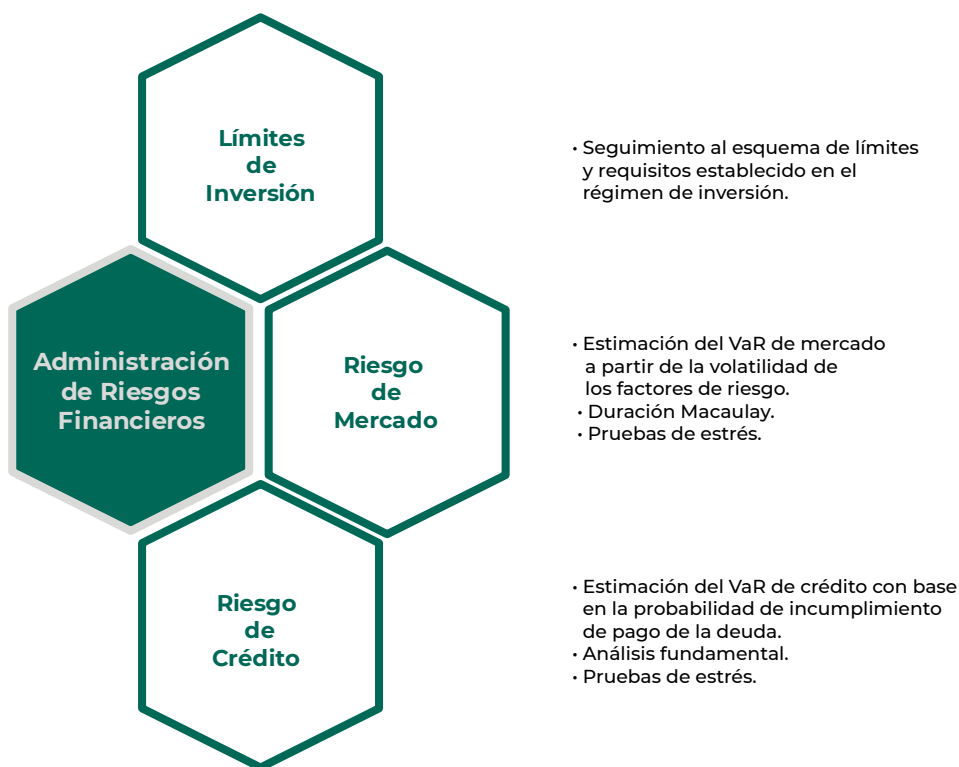 Límites
de
Inversión
• Seguimiento al esquema de límites
y requisitos establecido en el
régimen de inversión.
Administración
de Riesgos
Financieros
Riesgo
de
Mercado
• Estimación del VaR de mercado
a partir de la volatilidad de
los factores de riesgo.
• Duración Macaulay.
• Pruebas de estrés.
Riesgo
de
Crédito
• Estimación del VaR de crédito con base
en la probabilidad de incumplimiento
de pago de la deuda.
• Análisis fundamental.
• Pruebas de estrés.